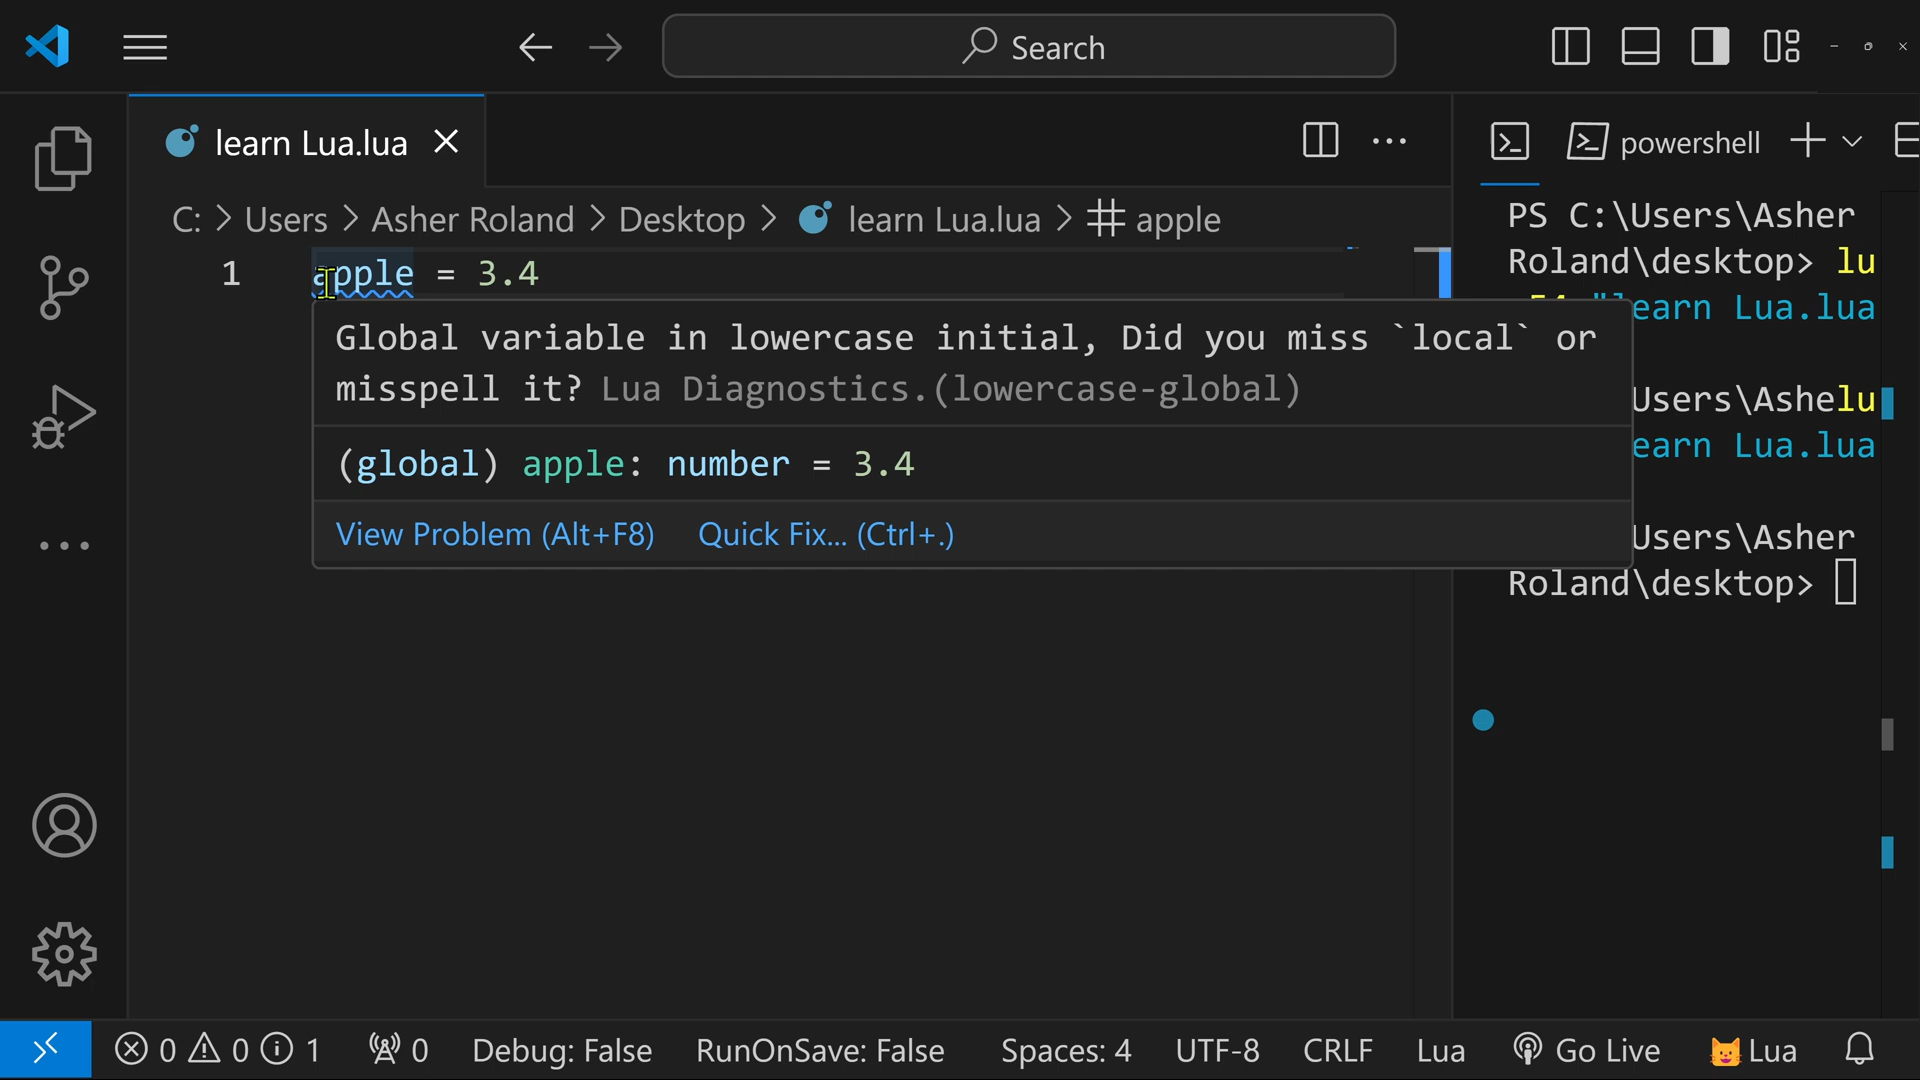 Search
learn Lua.lua
powershell
C: > Users > Asher Roland > Desktop > learn Lua.lua > apple
1 apple = 3.4
Global variable in lowercase initial, Did you miss `local` or
misspell it? Lua Diagnostics.(lowercase-global)
(global) apple: number = 3.4
View Problem (Alt+F8) Quick Fix... (Ctrl+.)
PS C:\Users\Asher
Roland\desktop> lu
"learn Lua.lua
Users\Ashelu
earn Lua.lua
Users\Asher
Roland\desktop>
0 0 1 0 Debug: False RunOnSave: False Spaces: 4 UTF-8 CRLF Lua Go Live Lua